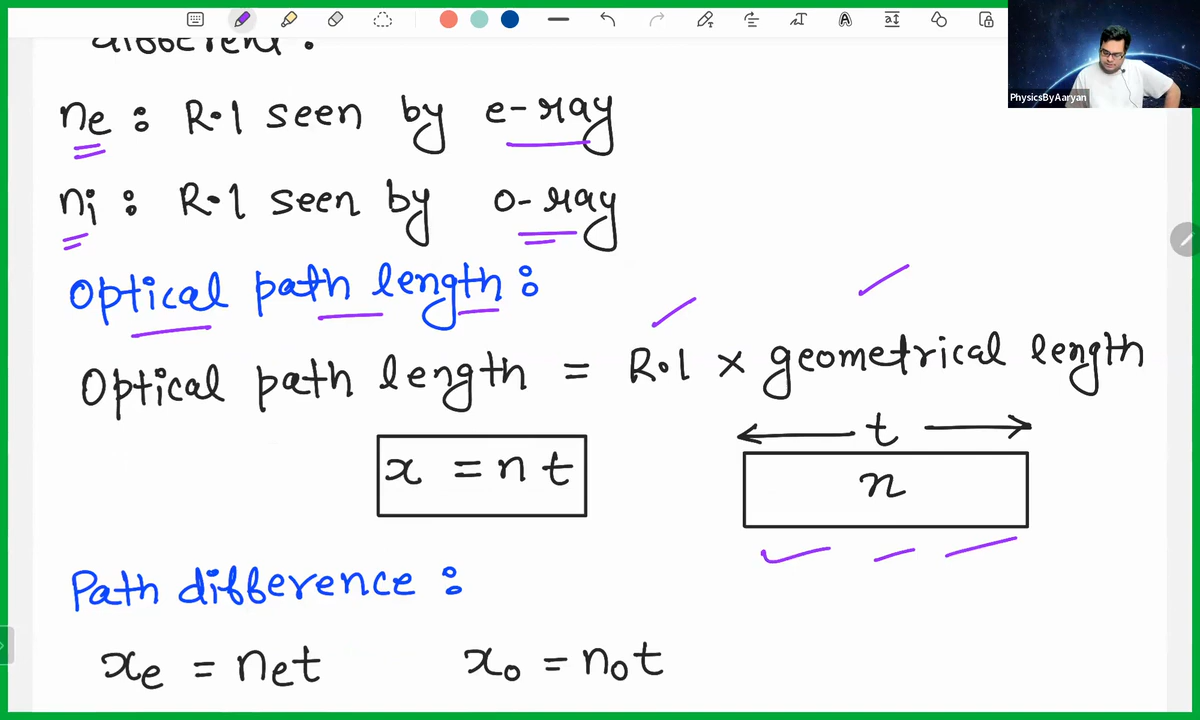 PhysicsByAaryan
ne : R.I seen by e-ray
ni : R.I seen by o-ray
Optical path length :
Optical path length = R.I x geometrical length
t
x = n t
n
Path difference :
xe = net xo = not